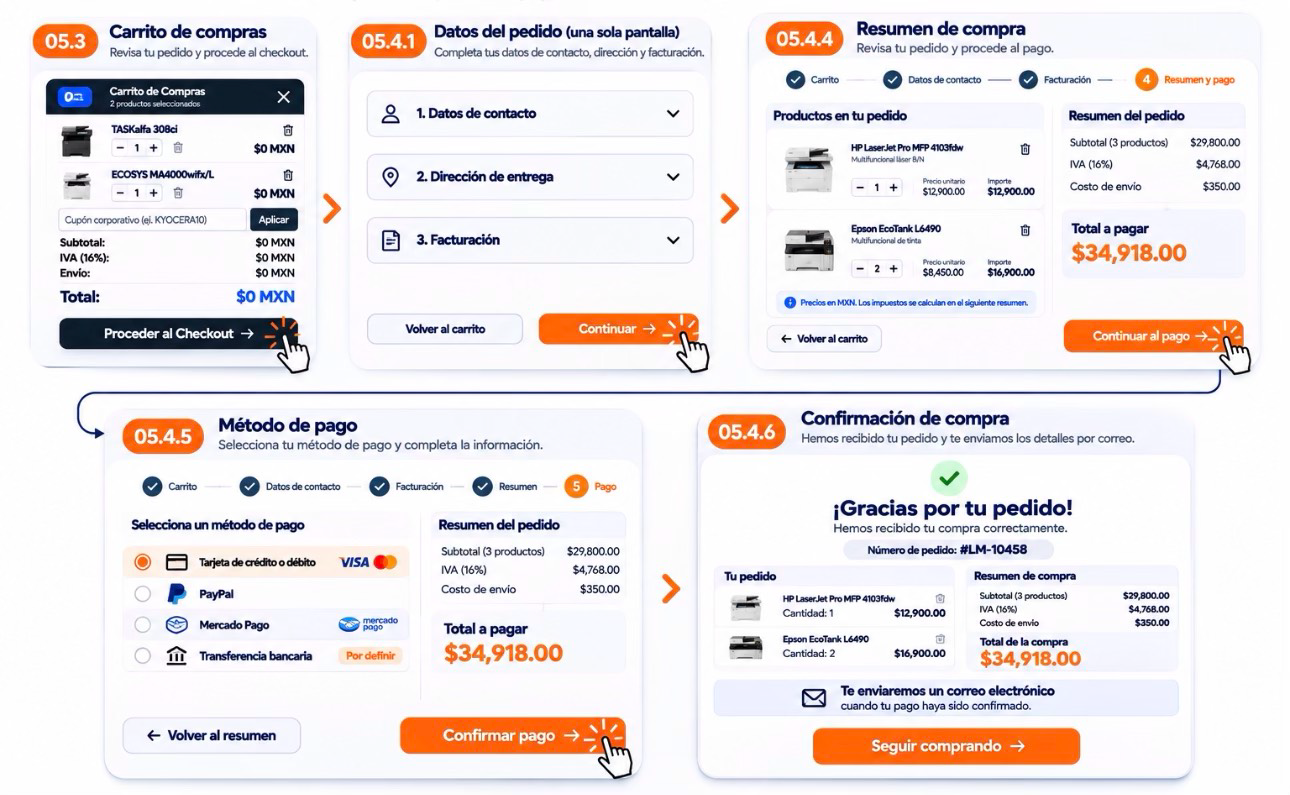 05.3
Carrito de compras
Revisa tu pedido y procede al checkout.
Carrito de Compras
2 productos seleccionados
TASKalfa 308ci
− 1 +
$0 MXN
ECOSYS MA4000wifx/L
− 1 +
$0 MXN
Cupón corporativo (ej. KYOCERA10)
Aplicar
Subtotal: $0 MXN
IVA (16%): $0 MXN
Envío: $0 MXN
Total: $0 MXN
Proceder al Checkout →
05.4.1
Datos del pedido (una sola pantalla)
Completa tus datos de contacto, dirección y facturación.
1. Datos de contacto
2. Dirección de entrega
3. Facturación
Volver al carrito
Continuar →
05.4.4
Resumen de compra
Revisa tu pedido y procede al pago.
Carrito
Datos de contacto
Facturación
4 Resumen y pago
Productos en tu pedido
HP LaserJet Pro MFP 4103fdw
Multifuncional láser B/N
− 1 +
Precio unitario
$12,900.00
Importe
$12,900.00
Epson EcoTank L6490
Multifuncional de tinta
− 2 +
Precio unitario
$8,450.00
Importe
$16,900.00
Precios en MXN. Los impuestos se calculan en el siguiente resumen.
← Volver al carrito
Resumen del pedido
Subtotal (3 productos) $29,800.00
IVA (16%) $4,768.00
Costo de envío $350.00
Total a pagar
$34,918.00
Continuar al pago →
05.4.5
Método de pago
Selecciona tu método de pago y completa la información.
Carrito
Datos de contacto
Facturación
Resumen
5 Pago
Selecciona un método de pago
Tarjeta de crédito o débito VISA
PayPal
Mercado Pago mercado pago
Transferencia bancaria Por definir
Resumen del pedido
Subtotal (3 productos) $29,800.00
IVA (16%) $4,768.00
Costo de envío $350.00
Total a pagar
$34,918.00
← Volver al resumen
Confirmar pago →
05.4.6
Confirmación de compra
Hemos recibido tu pedido y te enviamos los detalles por correo.
¡Gracias por tu pedido!
Hemos recibido tu compra correctamente.
Número de pedido: #LM-10458
Tu pedido
HP LaserJet Pro MFP 4103fdw
Cantidad: 1 $12,900.00
Epson EcoTank L6490
Cantidad: 2 $16,900.00
Resumen de compra
Subtotal (3 productos) $29,800.00
IVA (16%) $4,768.00
Costo de envio $350.00
Total de la compra
$34,918.00
Te enviaremos un correo electrónico
cuando tu pago haya sido confirmado.
Seguir comprando →